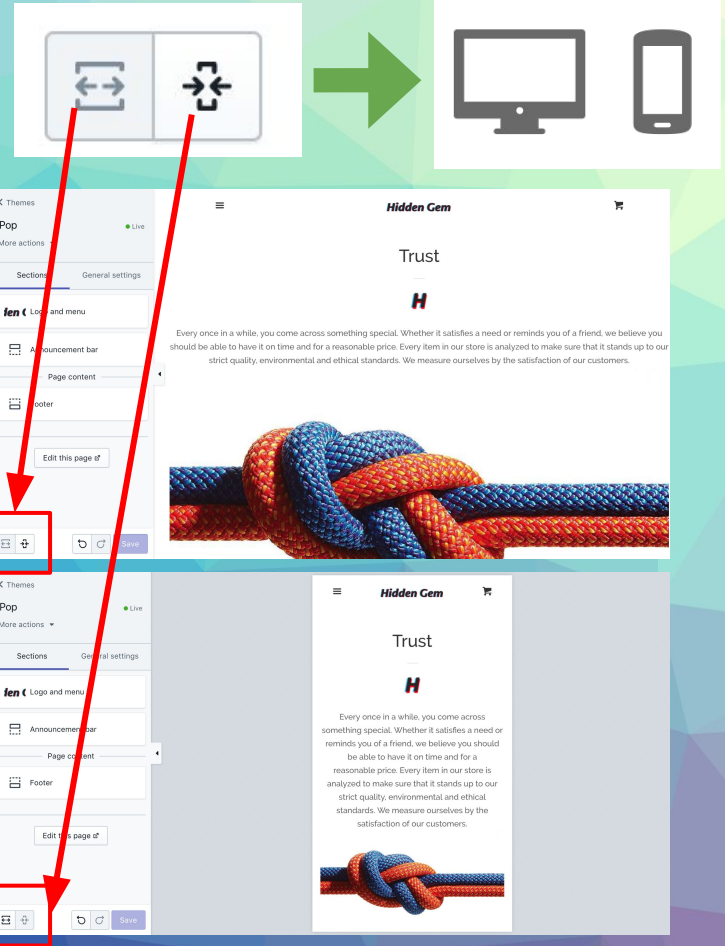 Themes
Pop
Live
More actions
Sections General settings
Logo and menu
Announcement bar
Page content
Footer
Edit this page
Save
Hidden Gem
Trust
H
Every once in a while, you come across something special. Whether it satisfies a need or reminds you of a friend, we believe you
should be able to have it on time and for a reasonable price. Every item in our store is analyzed to make sure that it stands up to our
strict quality, environmental and ethical standards. We measure ourselves by the satisfaction of our customers.
Themes
Pop
Live
More actions
Sections General settings
Logo and menu
Announcement bar
Page content
Footer
Edit this page
Save
Hidden Gem
Trust
H
Every once in a while, you come across
something special. Whether it satisfies a need or
reminds you of a friend, we believe you should
be able to have it on time and for a
reasonable price. Every item in our store is
analyzed to make sure that it stands up to our
strict quality, environmental and ethical
standards. We measure ourselves by the
satisfaction of our customers.